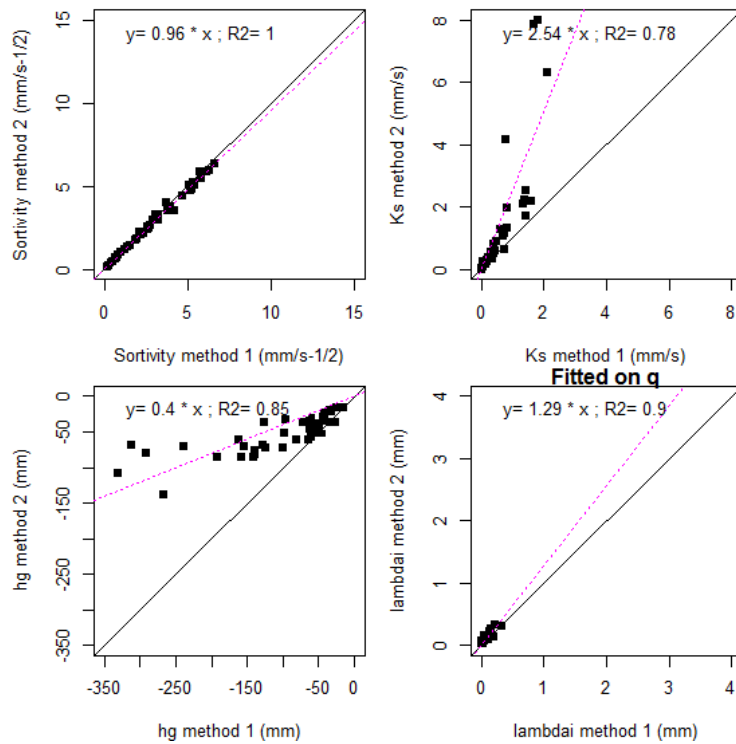 y= 0.96 * x ; R2= 1
Sortivity method 2 (mm/s-1/2)
0 5 10 15
0 5 10 15
Sortivity method 1 (mm/s-1/2)
y= 2.54 * x ; R2= 0.78
Ks method 2 (mm/s)
0 2 4 6 8
0 2 4 6 8
Ks method 1 (mm/s)
y= 0.4 * x ; R2= 0.85
hg method 2 (mm)
-350 -250 -150 -50 0
-350 -250 -150 -50 0
hg method 1 (mm)
Fitted on q
y= 1.29 * x ; R2= 0.9
lambdai method 2 (mm)
0 1 2 3 4
0 1 2 3 4
lambdai method 1 (mm)